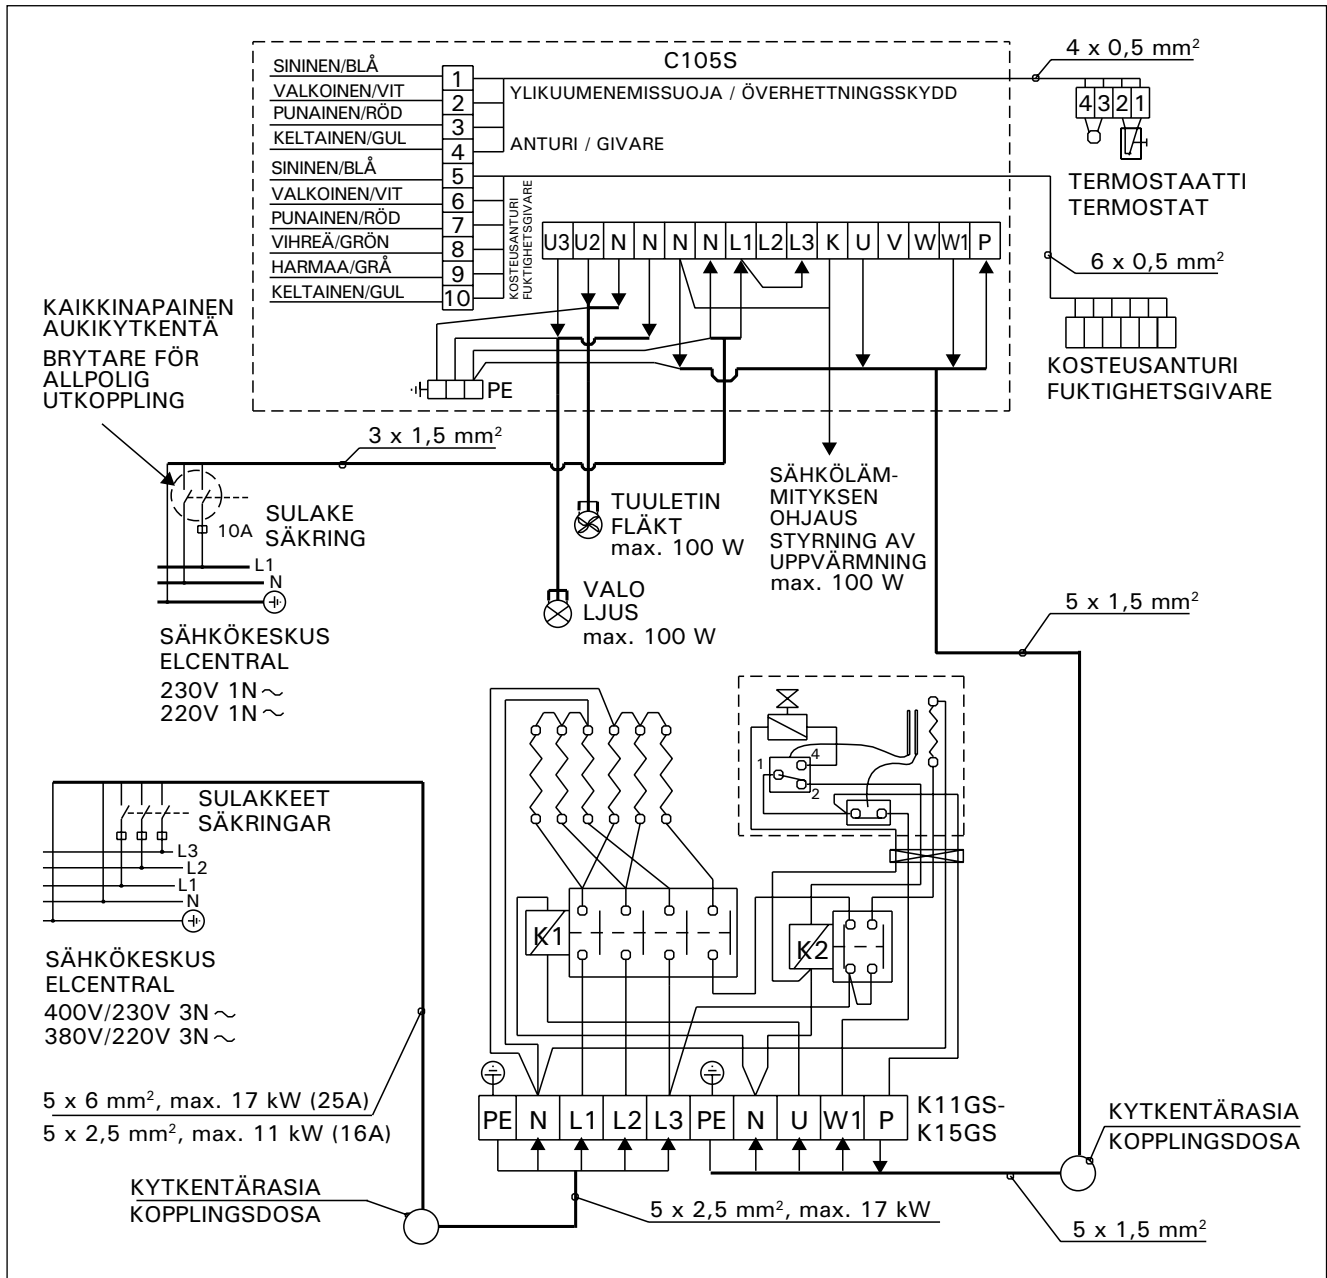 C105S
4 x 0,5 mm²
SININEN/BLÅ
VALKOINEN/VIT
PUNAINEN/RÖD
KELTAINEN/GUL
SININEN/BLÅ
VALKOINEN/VIT
PUNAINEN/RÖD
VIHREÄ/GRÖN
HARMAA/GRÅ
KELTAINEN/GUL
1
2
3
4
5
6
7
8
9
10
YLIKUUMENEMISSUOJA / ÖVERHETTNINGSSKYDD
ANTURI / GIVARE
KOSTEUSANTURI
FUKTIGHETSGIVARE
4 3 2 1
TERMOSTAATTI
TERMOSTAT
6 x 0,5 mm²
KOSTEUSANTURI
FUKTIGHETSGIVARE
U3 U2 N N N N L1 L2 L3 K U V W W1 P
PE
KAIKKINAPAINEN
AUKIKYTKENTÄ
BRYTARE FÖR
ALLPOLIG
UTKOPPLING
3 x 1,5 mm²
SULAKE
SÄKRING
10A
L1
N
SÄHKÖKESKUS
ELCENTRAL
230V 1N ~
220V 1N ~
TUULETIN
FLÄKT
max. 100 W
VALO
LJUS
max. 100 W
SÄHKÖLÄM-
MITYKSEN
OHJAUS
STYRNING AV
UPPVÄRMNING
max. 100 W
5 x 1,5 mm²
1
4
2
SULAKKEET
SÄKRINGAR
L3
L2
L1
N
SÄHKÖKESKUS
ELCENTRAL
400V/230V 3N ~
380V/220V 3N ~
K1
K2
5 x 6 mm², max. 17 kW (25A)
5 x 2,5 mm², max. 11 kW (16A)
PE N L1 L2 L3 PE N U W1 P
K11GS-
K15GS
KYTKENTÄRASIA
KOPPLINGSDOSA
KYTKENTÄRASIA
KOPPLINGSDOSA
5 x 2,5 mm², max. 17 kW
5 x 1,5 mm²